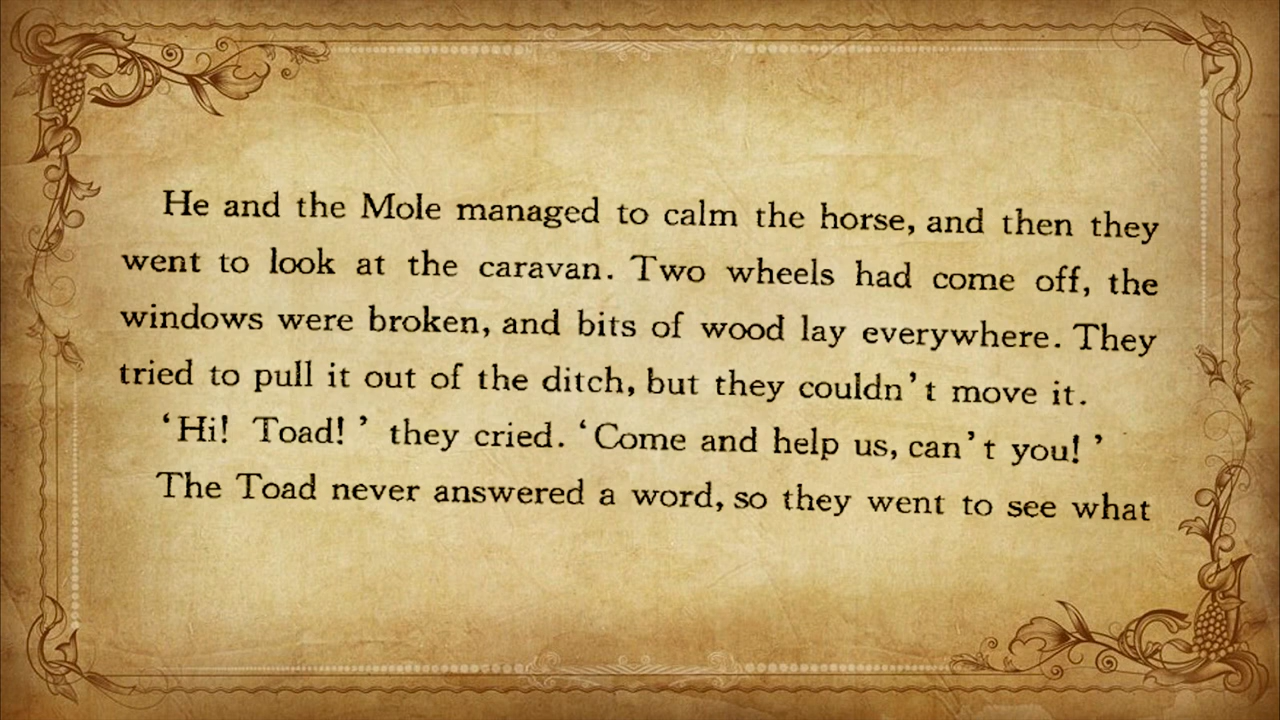 He and the Mole managed to calm the horse, and then they
went to look at the caravan. Two wheels had come off, the
windows were broken, and bits of wood lay everywhere. They
tried to pull it out of the ditch, but they couldn't move it.
‘Hi! Toad!’ they cried. ‘Come and help us, can't you!’
The Toad never answered a word, so they went to see what